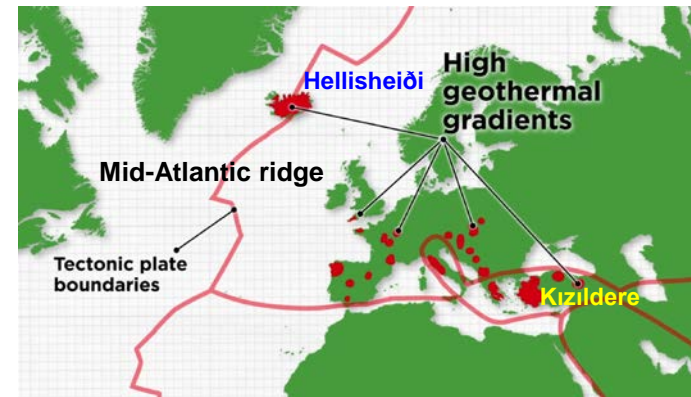 Hellisheiði
High
geothermal
gradients
Mid-Atlantic ridge
Tectonic plate
boundaries
Kızıldere